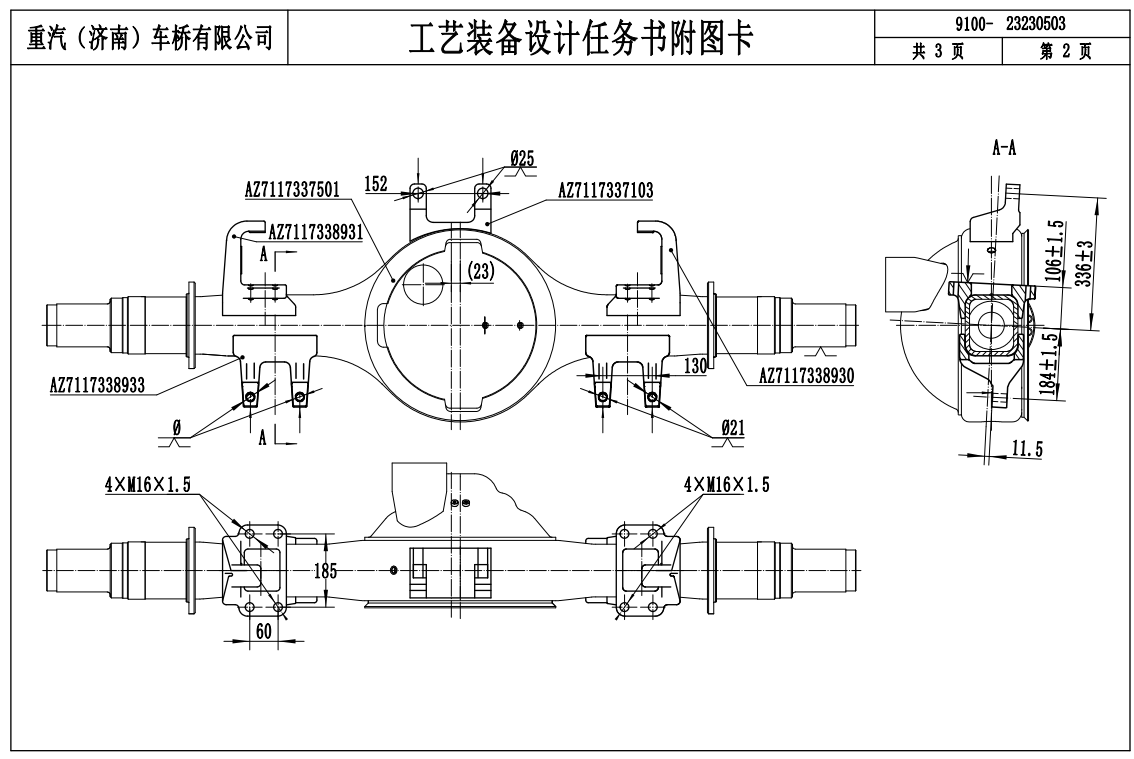 重汽（济南）车桥有限公司
工艺装备设计任务书附图卡
9100- 23230503
共 3 页
第 2 页
A-A
Ø25
152
AZ7117337501
AZ7117337103
AZ7117338931
A
(23)
106±1.5
336±3
130
184±1.5
AZ7117338933
AZ7117338930
Ø
A
Ø21
11.5
4×M16×1.5
4×M16×1.5
185
60